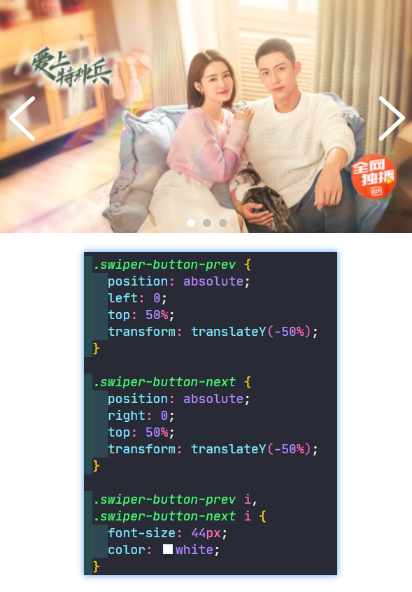 爱上
特种兵
全网
独播
.swiper-button-prev {
position: absolute;
left: 0;
top: 50%;
transform: translateY(-50%);
}
.swiper-button-next {
position: absolute;
right: 0;
top: 50%;
transform: translateY(-50%);
}
.swiper-button-prev i,
.swiper-button-next i {
font-size: 44px;
color: white;
}